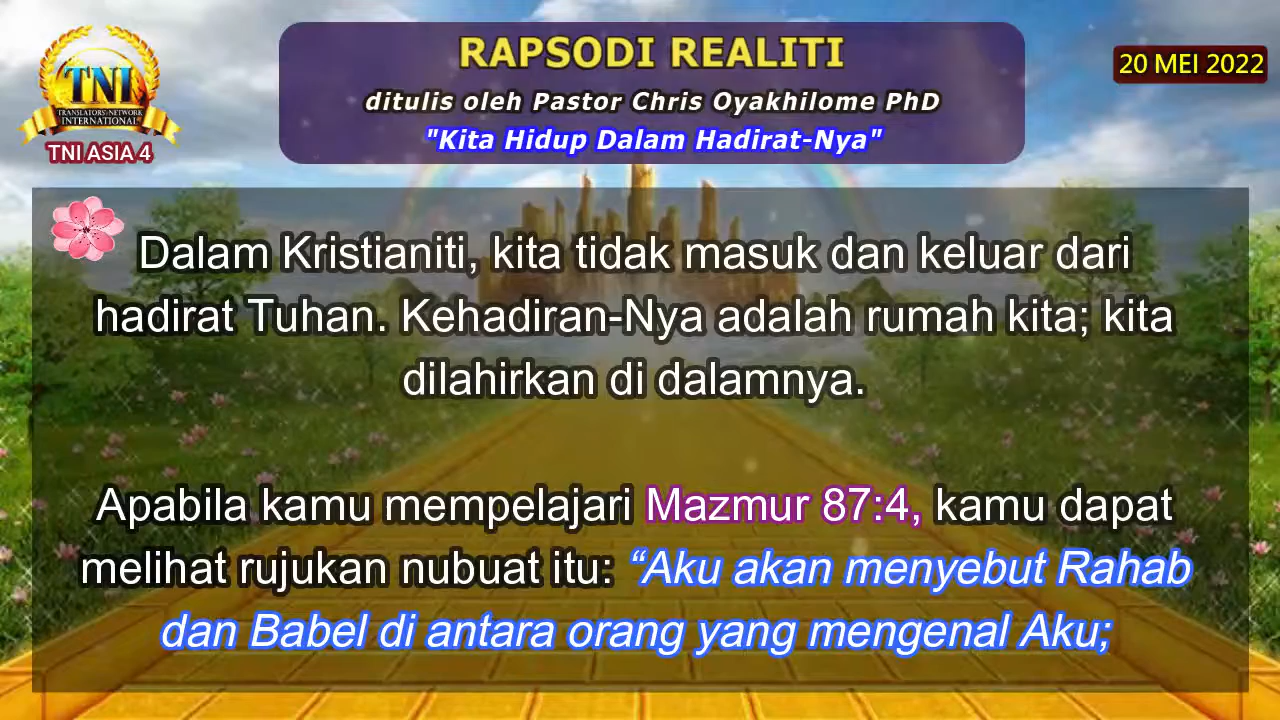 RAPSODI REALITI
ditulis oleh Pastor Chris Oyakhilome PhD
"Kita Hidup Dalam Hadirat-Nya"
20 MEI 2022
TNI
TRANSLATORS' NETWORK
INTERNATIONAL
TNI ASIA 4
Dalam Kristianiti, kita tidak masuk dan keluar dari
hadirat Tuhan. Kehadiran-Nya adalah rumah kita; kita
dilahirkan di dalamnya.
Apabila kamu mempelajari Mazmur 87:4, kamu dapat
melihat rujukan nubuat itu: “Aku akan menyebut Rahab
dan Babel di antara orang yang mengenal Aku;